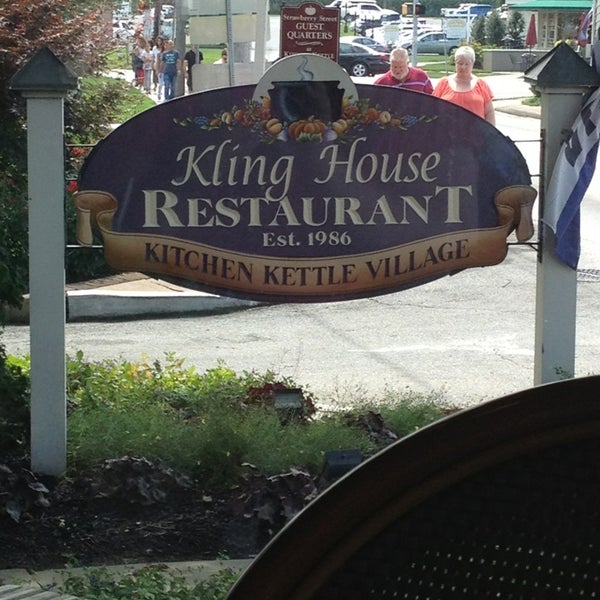 Strawberry Street
GUEST
QUARTERS
Kling House
RESTAURANT
EST. 1986
KITCHEN KETTLE VILLAGE